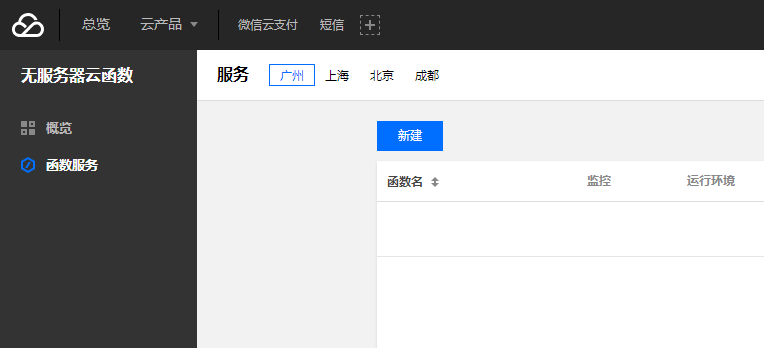 总览 云产品 微信云支付 短信
无服务器云函数
概览
函数服务
服务 广州 上海 北京 成都
新建
函数名 监控 运行环境